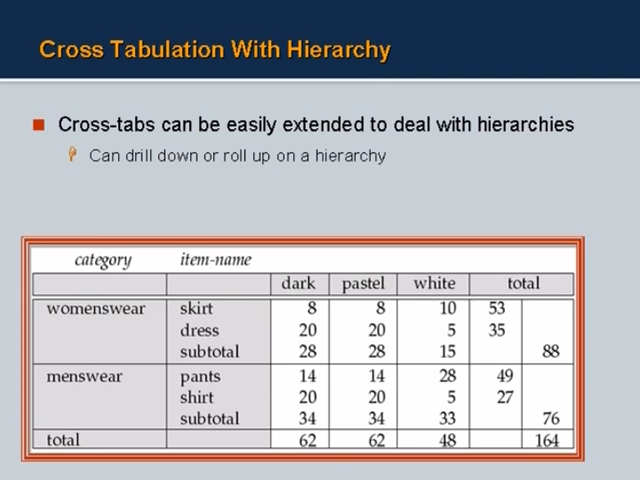 Cross Tabulation With Hierarchy
Cross-tabs can be easily extended to deal with hierarchies
Can drill down or roll up on a hierarchy
category item-name
dark pastel white total
womenswear skirt 8 8 10 53
dress 20 20 5 35
subtotal 28 28 15 88
menswear pants 14 14 28 49
shirt 20 20 5 27
subtotal 34 34 33 76
total 62 62 48 164